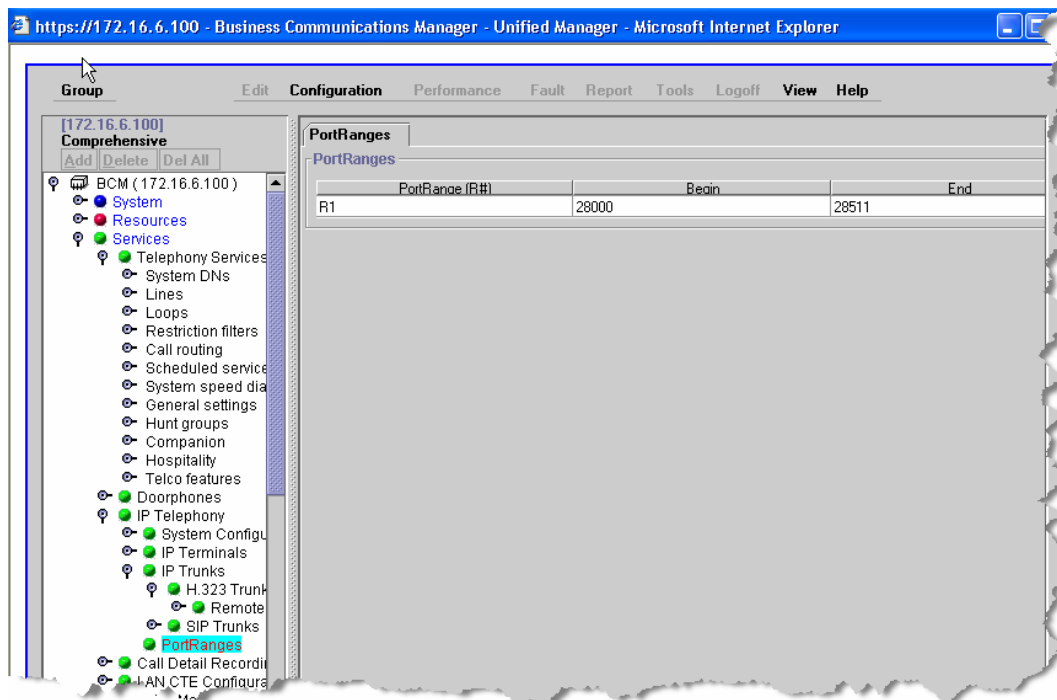 https://172.16.6.100 - Business Communications Manager - Unified Manager - Microsoft Internet Explorer
Group Edit Configuration Performance Fault Report Tools Logoff View Help
[172.16.6.100]
Comprehensive
Add Delete Del All
BCM ( 172.16.6.100 )
System
Resources
Services
Telephony Services
System DNs
Lines
Loops
Restriction filters
Call routing
Scheduled service
System speed dia
General settings
Hunt groups
Companion
Hospitality
Telco features
Doorphones
IP Telephony
System Configu
IP Terminals
IP Trunks
H.323 Trunk
Remote
SIP Trunks
PortRanges
Call Detail Recordin
LAN CTE Configura
PortRanges
PortRanges
PortRange (R#) Begin End
R1 28000 28511